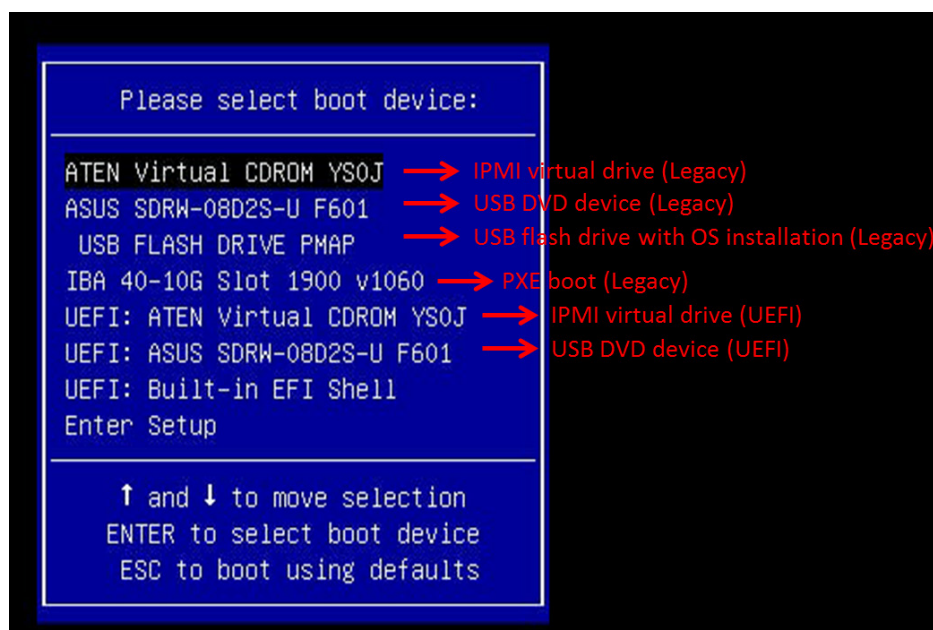 Please select boot device:
ATEN Virtual CDROM YS0J IPMI virtual drive (Legacy)
ASUS SDRW-08D2S-U F601 USB DVD device (Legacy)
USB FLASH DRIVE PMAP USB flash drive with OS installation (Legacy)
IBA 40-10G Slot 1900 v1060 PXE boot (Legacy)
UEFI: ATEN Virtual CDROM YS0J IPMI virtual drive (UEFI)
UEFI: ASUS SDRW-08D2S-U F601 USB DVD device (UEFI)
UEFI: Built-in EFI Shell
Enter Setup
↑ and ↓ to move selection
ENTER to select boot device
ESC to boot using defaults